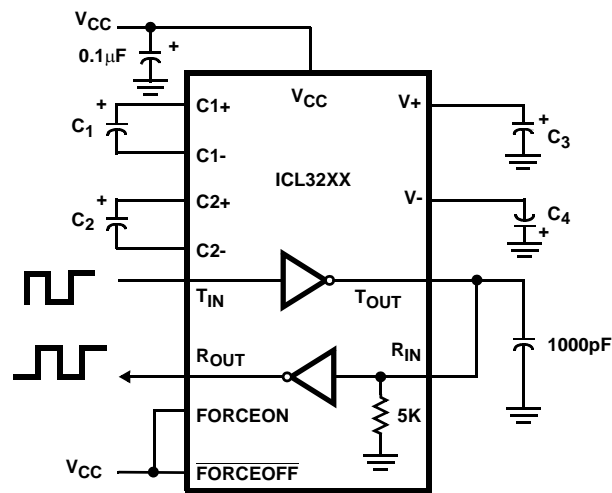 VCC
0.1µF +
VCC
+ C1+ V+ +
C1 C3
C1-
ICL32XX
+ C2+ V-
C2 C4
C2- +
TIN TOUT
ROUT RIN 1000pF
FORCEON 5K
VCC
FORCEOFF